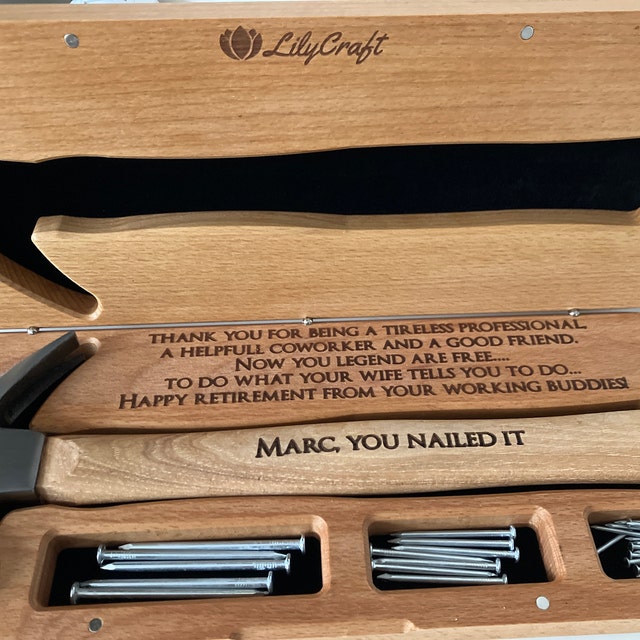 LilyCraft
THANK YOU FOR BEING A TIRELESS PROFESSIONAL
A HELPFULL COWORKER AND A GOOD FRIEND.
NOW YOU LEGEND ARE FREE....
TO DO WHAT YOUR WIFE TELLS YOU TO DO...
HAPPY RETIREMENT FROM YOUR WORKING BUDDIES!
MARC, YOU NAILED IT